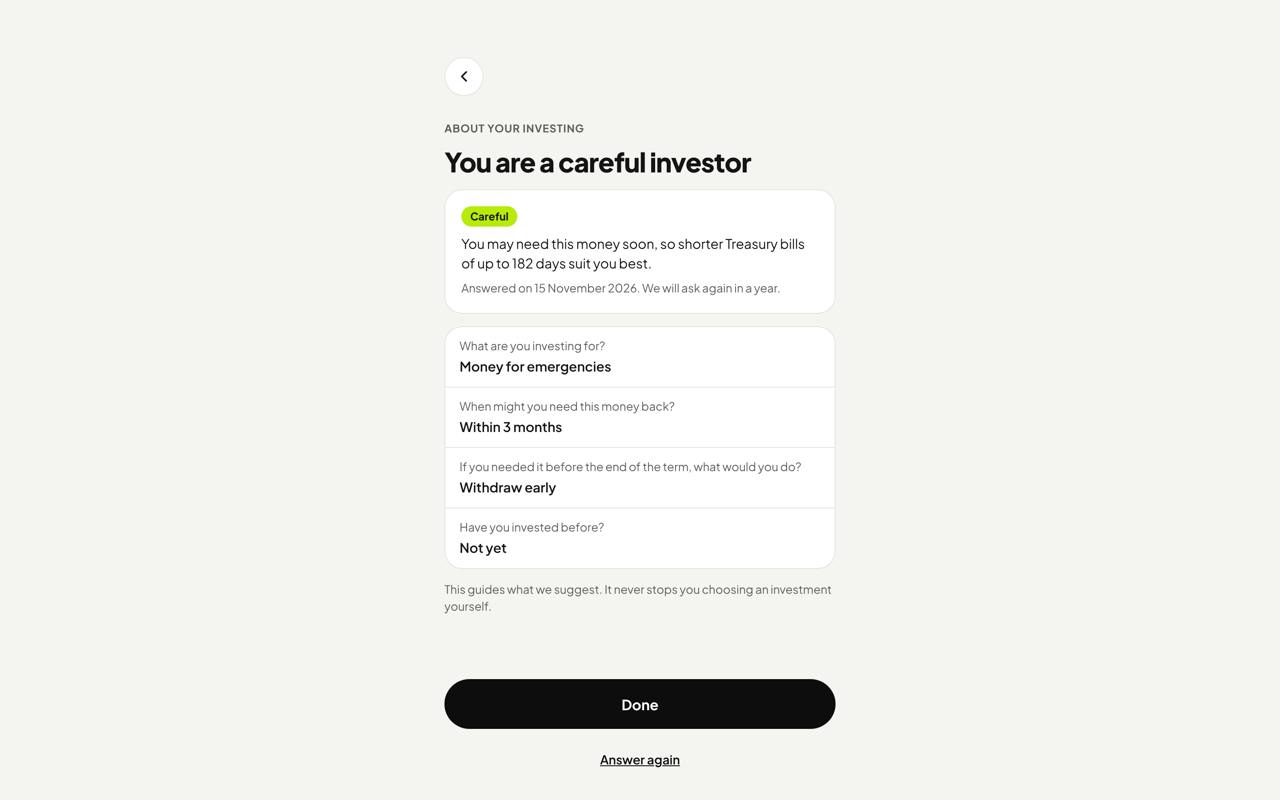 ABOUT YOUR INVESTING
You are a careful investor
Careful
You may need this money soon, so shorter Treasury bills
of up to 182 days suit you best.
Answered on 15 November 2026. We will ask again in a year.
What are you investing for?
Money for emergencies
When might you need this money back?
Within 3 months
If you needed it before the end of the term, what would you do?
Withdraw early
Have you invested before?
Not yet
This guides what we suggest. It never stops you choosing an investment
yourself.
Done
Answer again